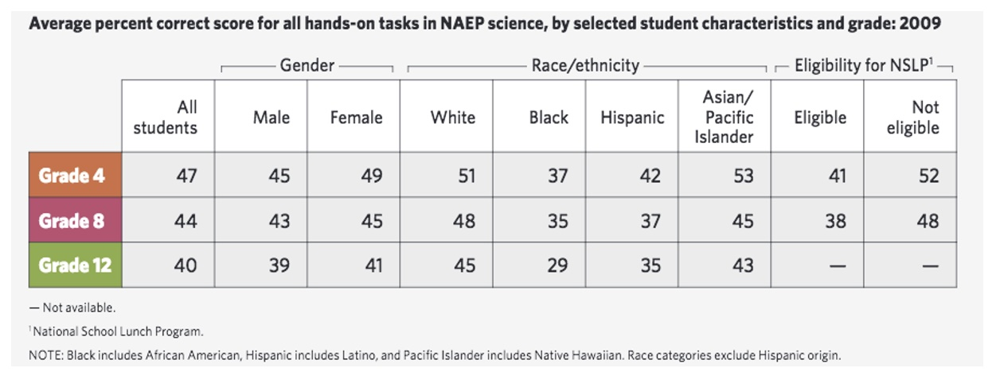 Average percent correct score for all hands-on tasks in NAEP science, by selected student characteristics and grade: 2009
Gender Race/ethnicity Eligibility for NSLP¹
All students Male Female White Black Hispanic Asian/ Pacific Islander Eligible Not eligible
Grade 4 47 45 49 51 37 42 53 41 52
Grade 8 44 43 45 48 35 37 45 38 48
Grade 12 40 39 41 45 29 35 43 — —
— Not available.
¹ National School Lunch Program.
NOTE: Black includes African American, Hispanic includes Latino, and Pacific Islander includes Native Hawaiian. Race categories exclude Hispanic origin.